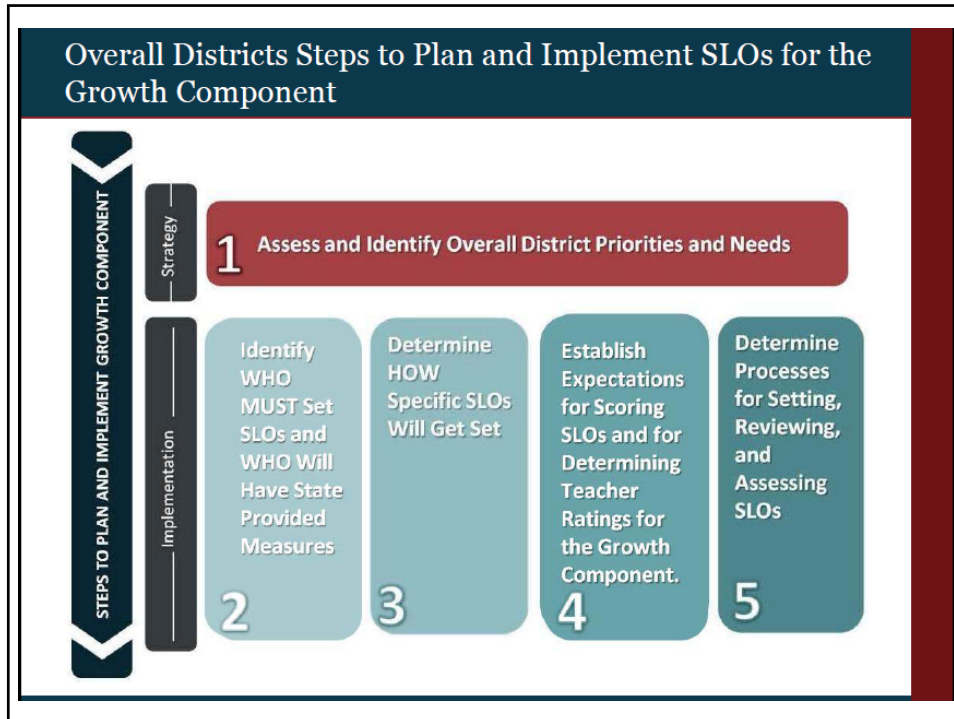 Overall Districts Steps to Plan and Implement SLOs for the
Growth Component
STEPS TO PLAN AND IMPLEMENT GROWTH COMPONENT
Strategy
1 Assess and Identify Overall District Priorities and Needs
Implementation
Identify
WHO
MUST Set
SLOs and
WHO Will
Have State
Provided
Measures
2
Determine
HOW
Specific SLOs
Will Get Set
3
Establish
Expectations
for Scoring
SLOs and for
Determining
Teacher
Ratings for
the Growth
Component.
4
Determine
Processes
for Setting,
Reviewing,
and
Assessing
SLOs
5